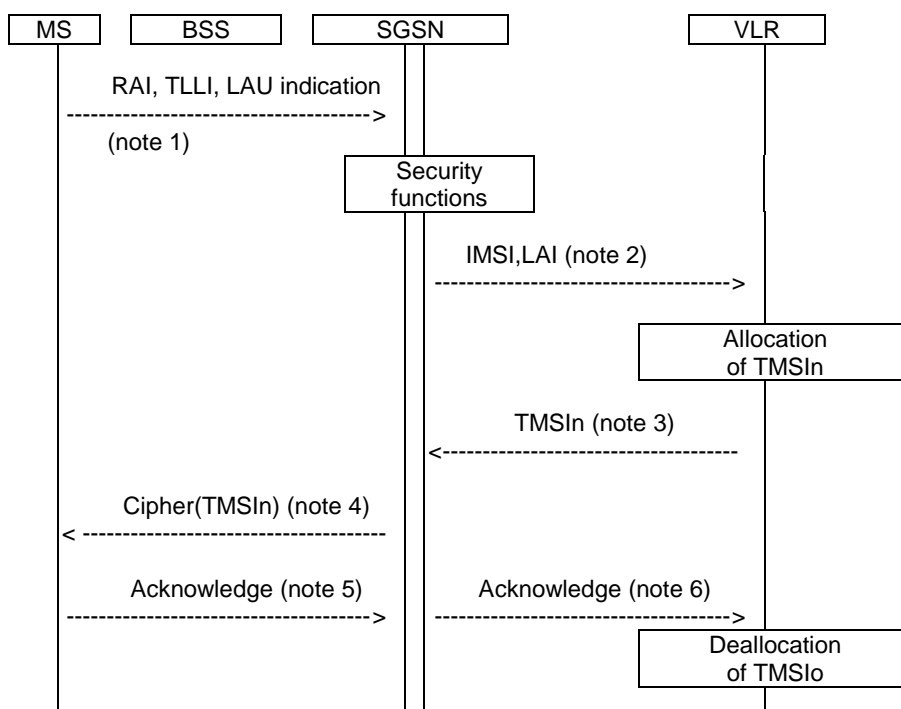 MS BSS SGSN VLR
RAI, TLLI, LAU indication
(note 1)
Security
functions
IMSI,LAI (note 2)
Allocation
of TMSIn
TMSIn (note 3)
Cipher(TMSIn) (note 4)
Acknowledge (note 5) Acknowledge (note 6)
Deallocation
of TMSIo